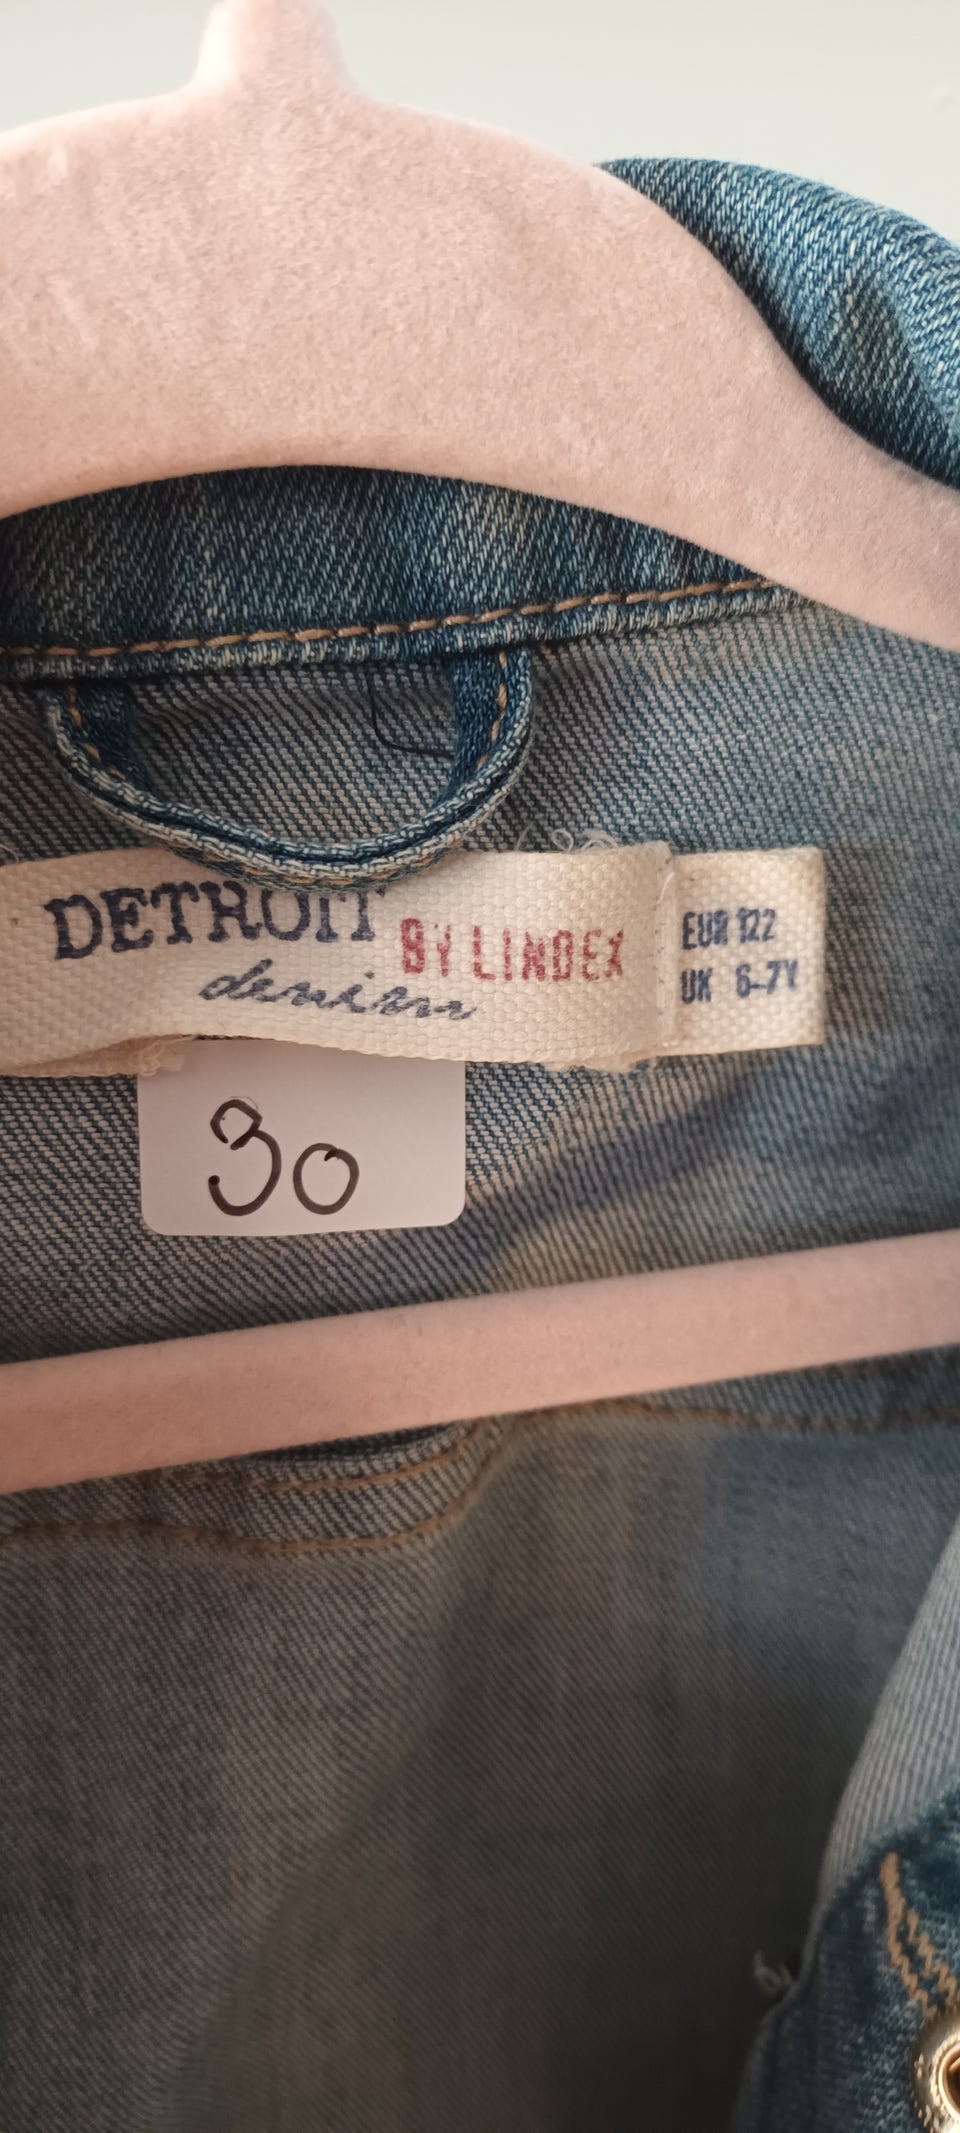 DETROIT
BY LINDEX
denim
EUR 122
UK 6-7Y
30